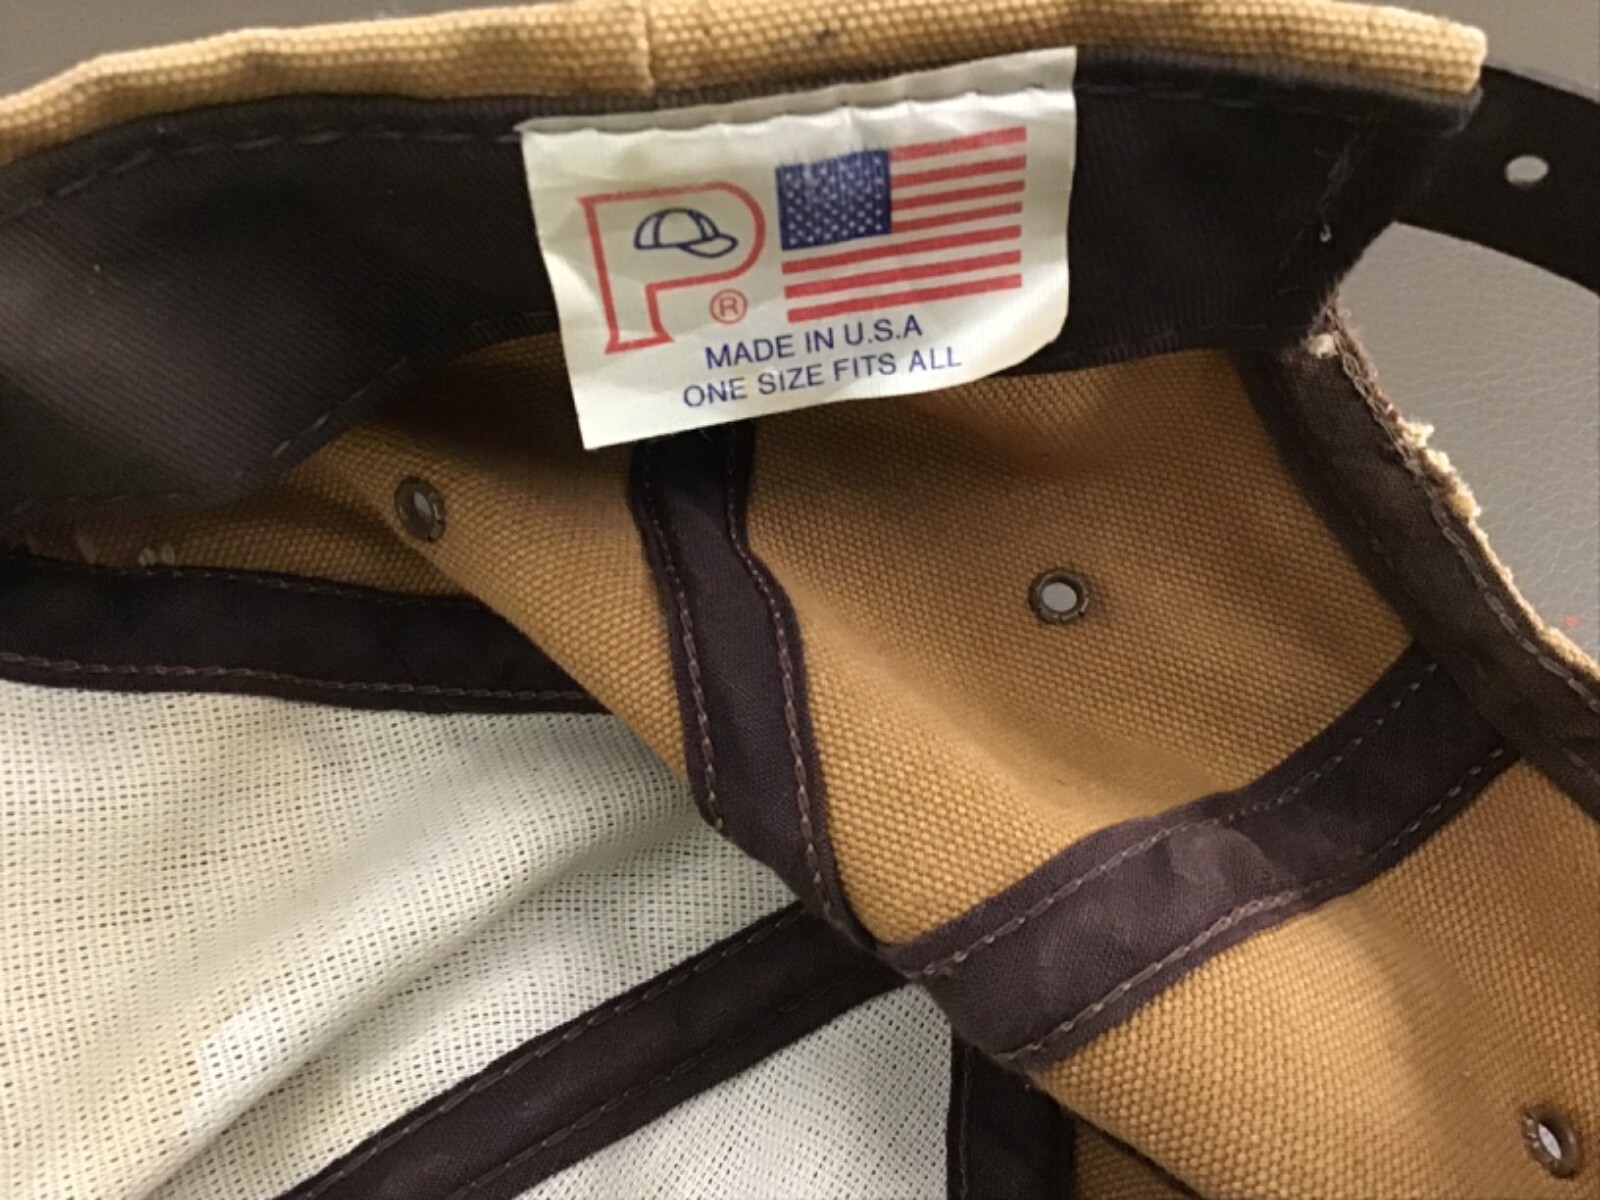 P
®
MADE IN U.S.A
ONE SIZE FITS ALL